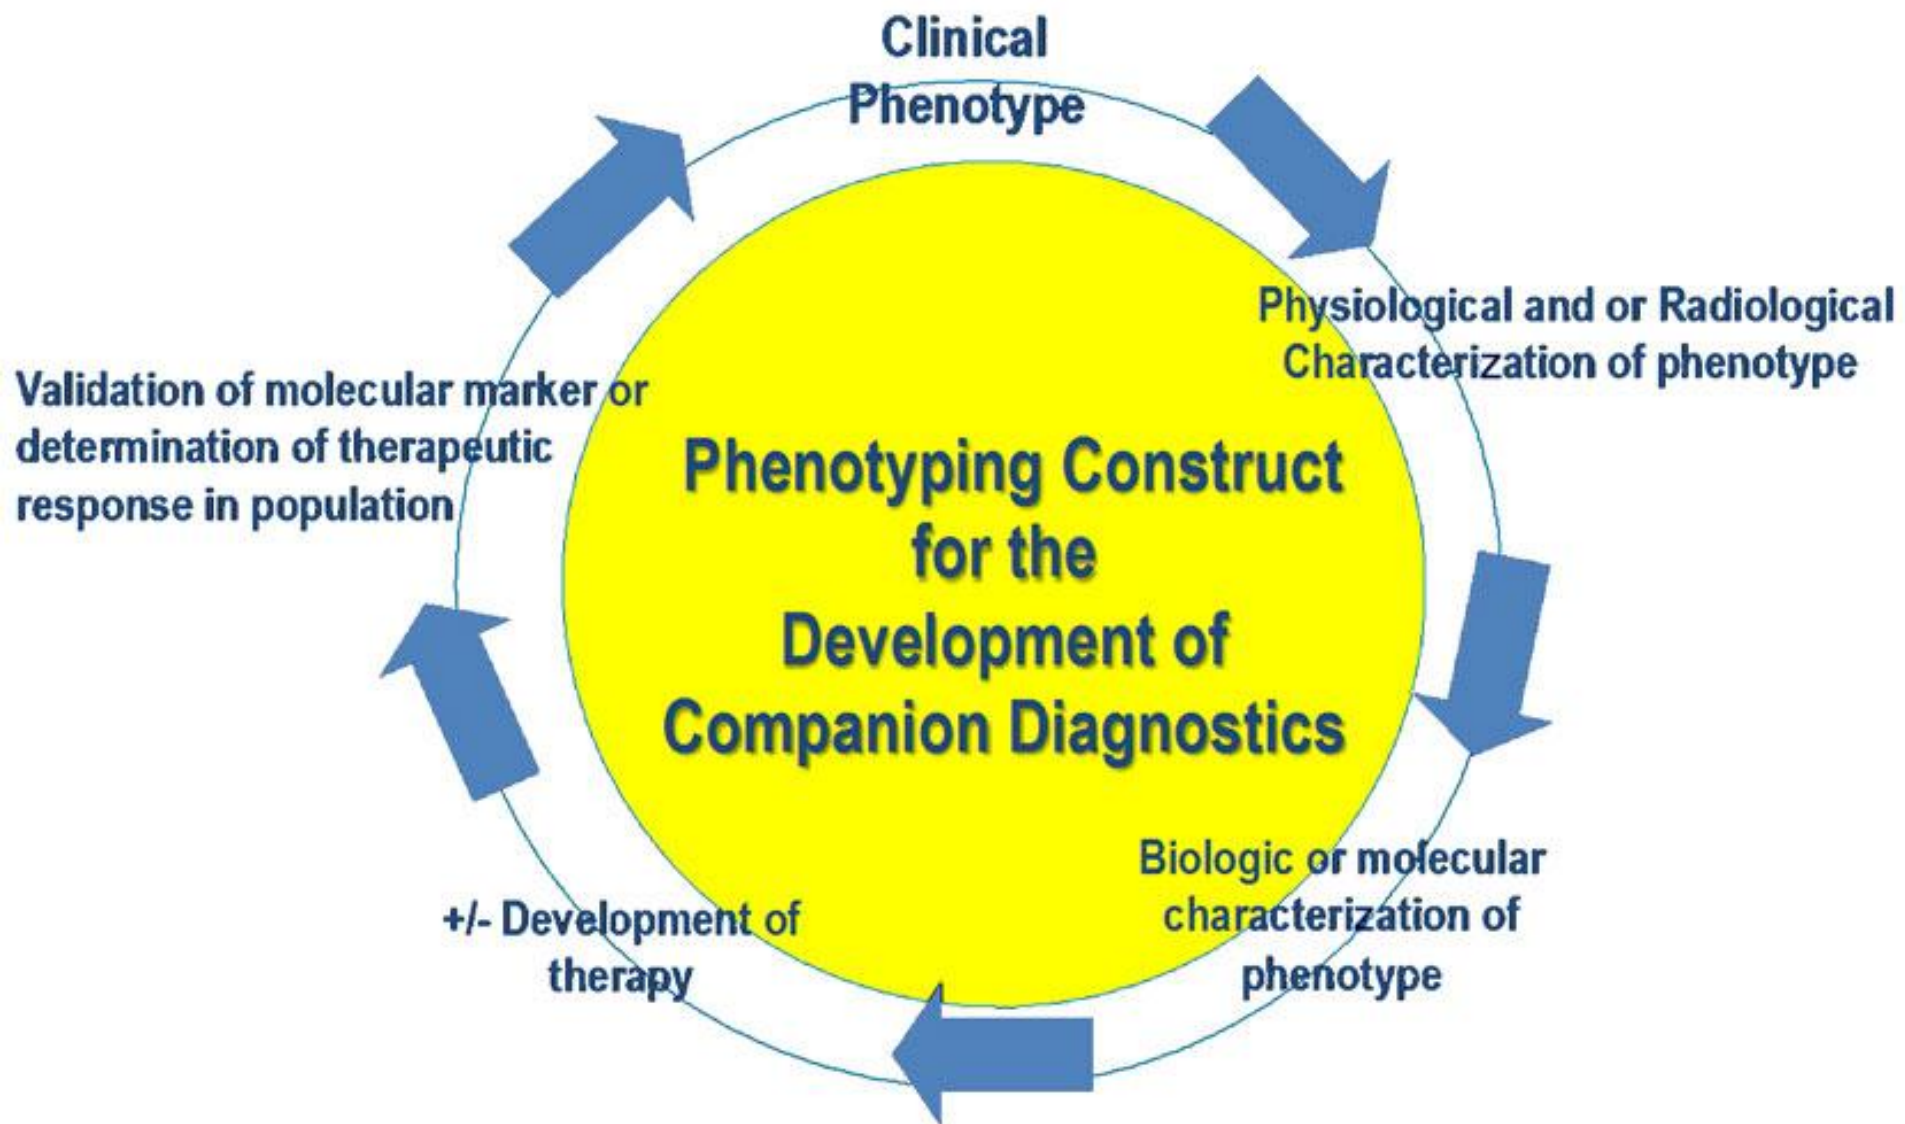 Clinical
Phenotype
Physiological and or Radiological
Characterization of phenotype
Validation of molecular marker or
determination of therapeutic
response in population
Phenotyping Construct
for the
Development of
Companion Diagnostics
Biologic or molecular
characterization of
phenotype
+/- Development of
therapy